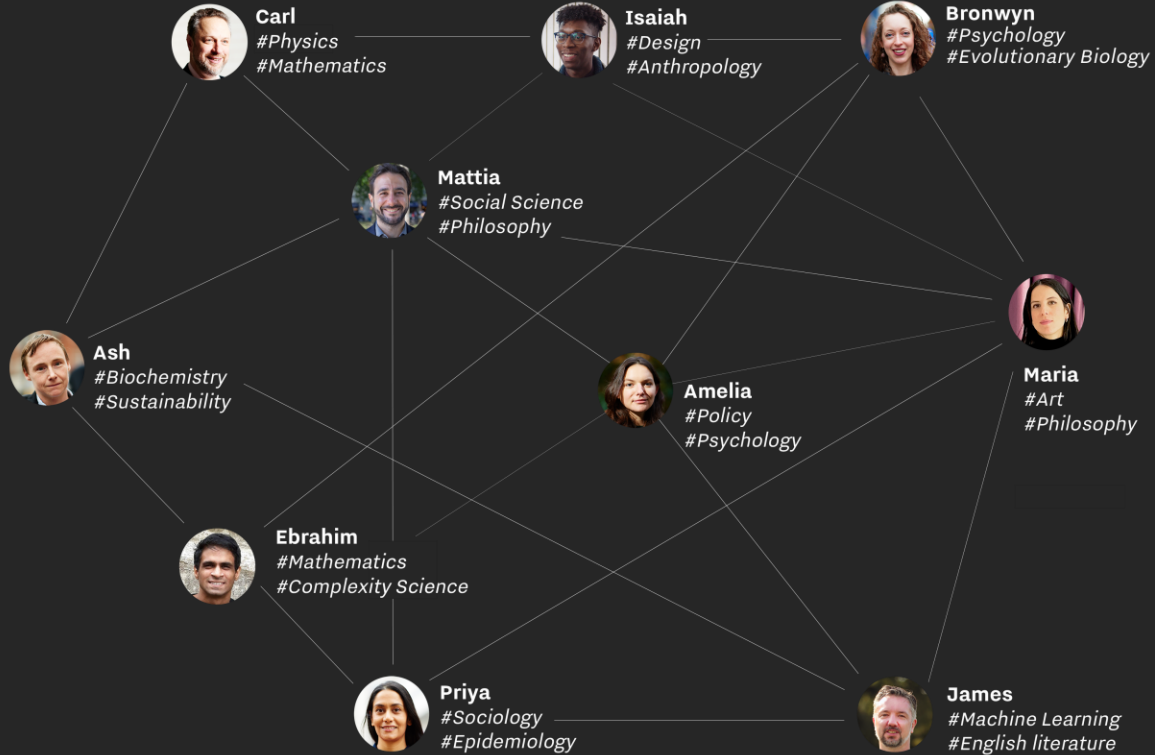 Carl
#Physics
#Mathematics
Isaiah
#Design
#Anthropology
Bronwyn
#Psychology
#Evolutionary Biology
Mattia
#Social Science
#Philosophy
Ash
#Biochemistry
#Sustainability
Amelia
#Policy
#Psychology
Maria
#Art
#Philosophy
Ebrahim
#Mathematics
#Complexity Science
Priya
#Sociology
#Epidemiology
James
#Machine Learning
#English literature